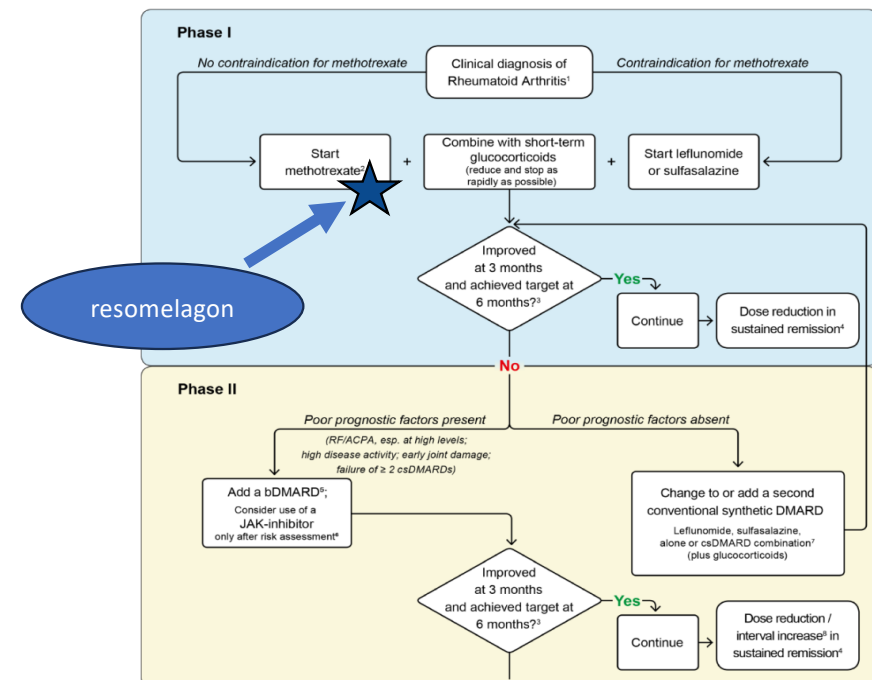 Phase I
No contraindication for methotrexate
Clinical diagnosis of
Rheumatoid Arthritis¹
Contraindication for methotrexate
Start
methotrexate²
+
Combine with short-term
glucocorticoids
(reduce and stop as
rapidly as possible)
+
Start leflunomide
or sulfasalazine
resomelagon
Improved
at 3 months
and achieved target at
6 months?³
Yes
Continue
Dose reduction in
sustained remission⁴
No
Phase II
Poor prognostic factors present
(RF/ACPA, esp. at high levels;
high disease activity; early joint damage;
failure of ≥ 2 csDMARDs)
Poor prognostic factors absent
Add a bDMARD⁵;
Consider use of a
JAK-inhibitor
only after risk assessment⁶
Change to or add a second
conventional synthetic DMARD
Leflunomide, sulfasalazine,
alone or csDMARD combination⁷
(plus glucocorticoids)
Improved
at 3 months
and achieved target at
6 months?³
Yes
Continue
Dose reduction /
interval increase⁸ in
sustained remission⁴